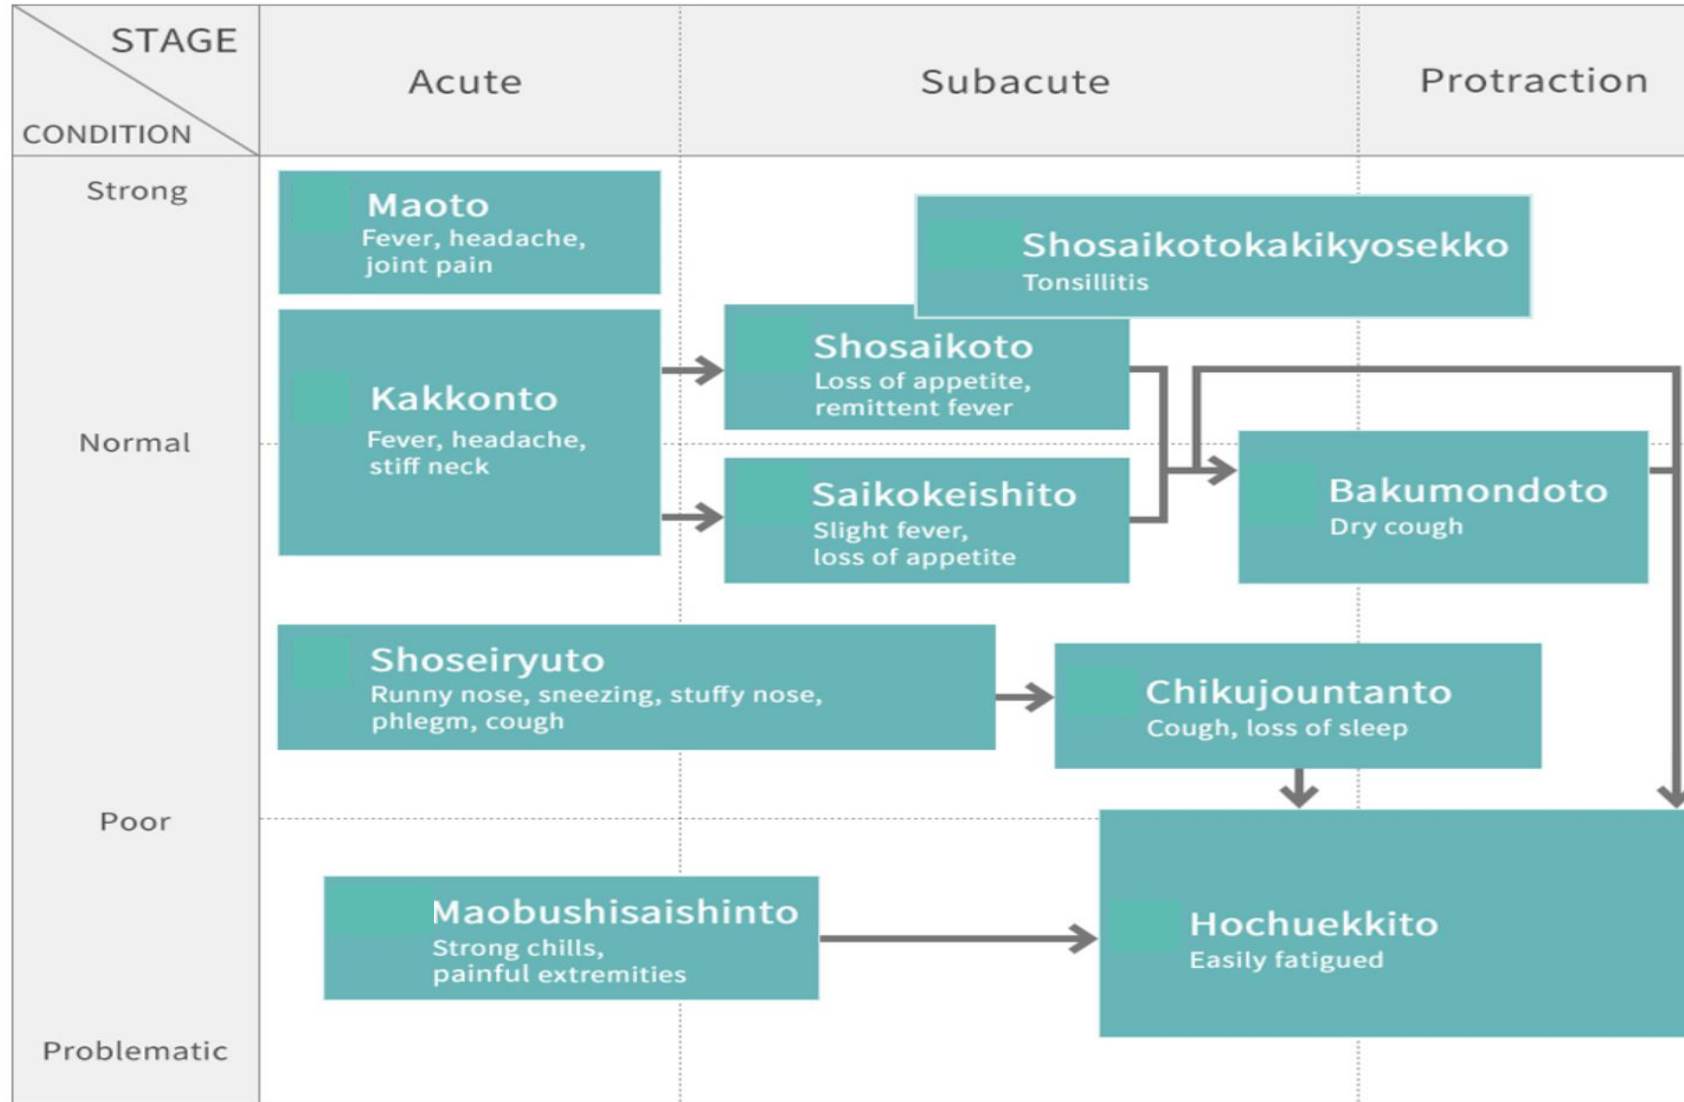 STAGE
CONDITION
Acute
Subacute
Protraction
Strong
Normal
Poor
Problematic
Maoto
Fever, headache,
joint pain
Kakkonto
Fever, headache,
stiff neck
Shosaikotokakikyosekko
Tonsillitis
Shosaikoto
Loss of appetite,
remittent fever
Saikokeishito
Slight fever,
loss of appetite
Bakumondoto
Dry cough
Shoseiryuto
Runny nose, sneezing, stuffy nose,
phlegm, cough
Chikujountanto
Cough, loss of sleep
Maobushisaishinto
Strong chills,
painful extremities
Hochuekkito
Easily fatigued